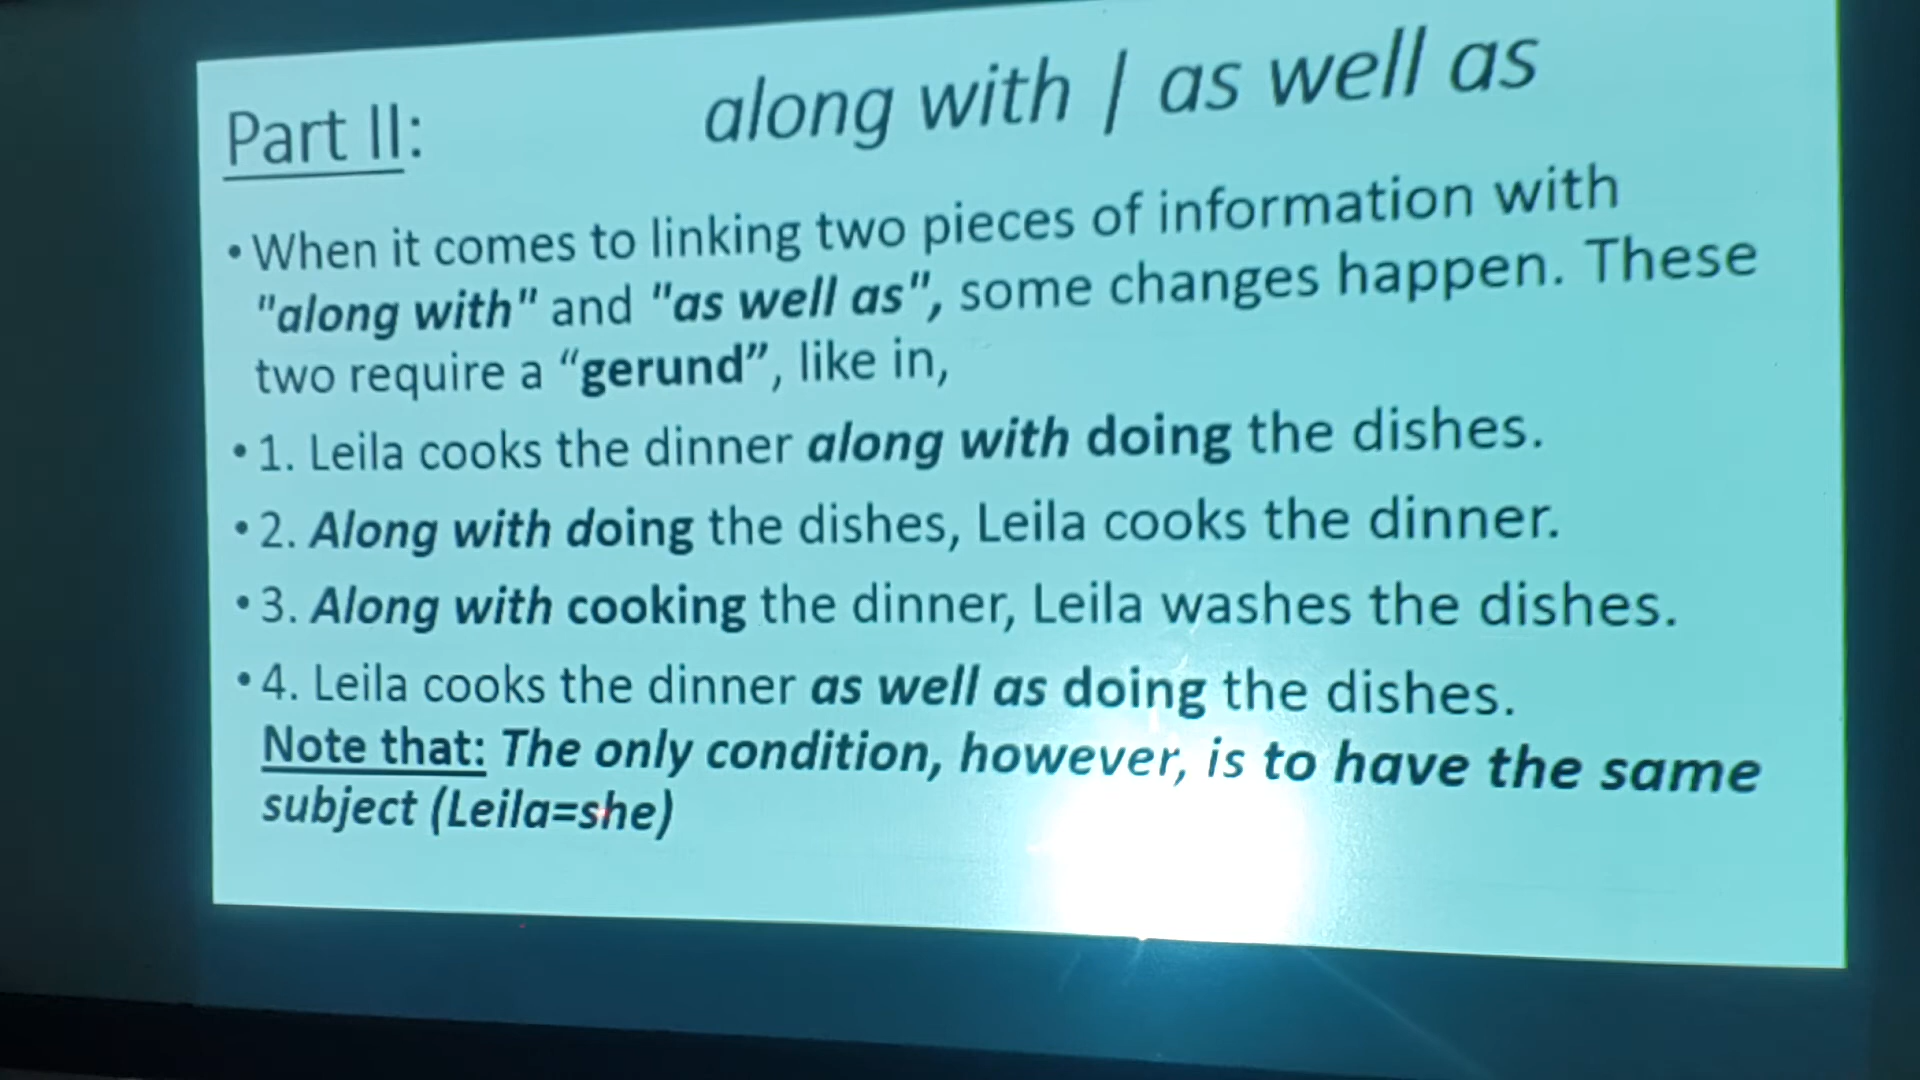 Part II: along with / as well as
• When it comes to linking two pieces of information with
"along with" and "as well as", some changes happen. These
two require a “gerund”, like in,
• 1. Leila cooks the dinner along with doing the dishes.
• 2. Along with doing the dishes, Leila cooks the dinner.
• 3. Along with cooking the dinner, Leila washes the dishes.
• 4. Leila cooks the dinner as well as doing the dishes.
Note that: The only condition, however, is to have the same
subject (Leila=she)